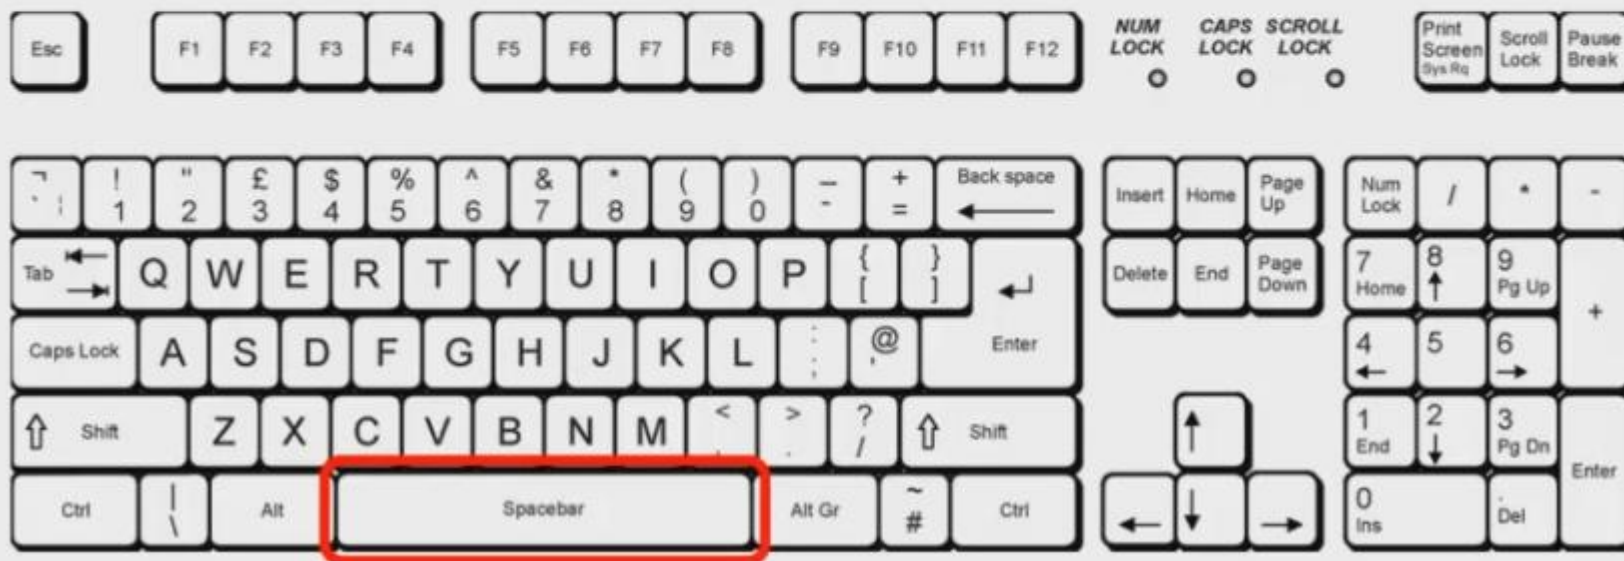 Esc F1 F2 F3 F4 F5 F6 F7 F8 F9 F10 F11 F12
NUM LOCK CAPS LOCK SCROLL LOCK
Print Screen Sys Rq
Scroll Lock
Pause Break
¬ ` ¦
! 1
" 2
£ 3
$ 4
% 5
^ 6
& 7
* 8
( 9
) 0
_ -
+ =
Back space
Insert Home
Page Up
Num Lock
/ * -
Tab Q W E R T Y U I O P
{ [
} ]
Enter
Delete End
Page Down
7 Home
8
9 Pg Up
+
Caps Lock A S D F G H J K L
: ;
@ '
4 5 6
Shift Z X C V B N M
< ,
> .
? /
Shift
1 End
2
3 Pg Dn
Enter
Ctrl
| \
Alt Spacebar Alt Gr
~ #
Ctrl
0 Ins
. Del